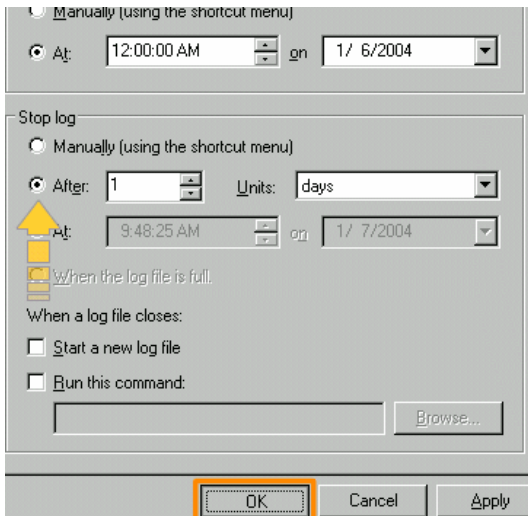 Manually (using the shortcut menu)
At: 12:00:00 AM on 1/ 6/2004
Stop log
Manually (using the shortcut menu)
After: 1 Units: days
At: 9:48:25 AM on 1/ 7/2004
When the log file is full.
When a log file closes:
Start a new log file
Run this command:
Browse...
OK Cancel Apply